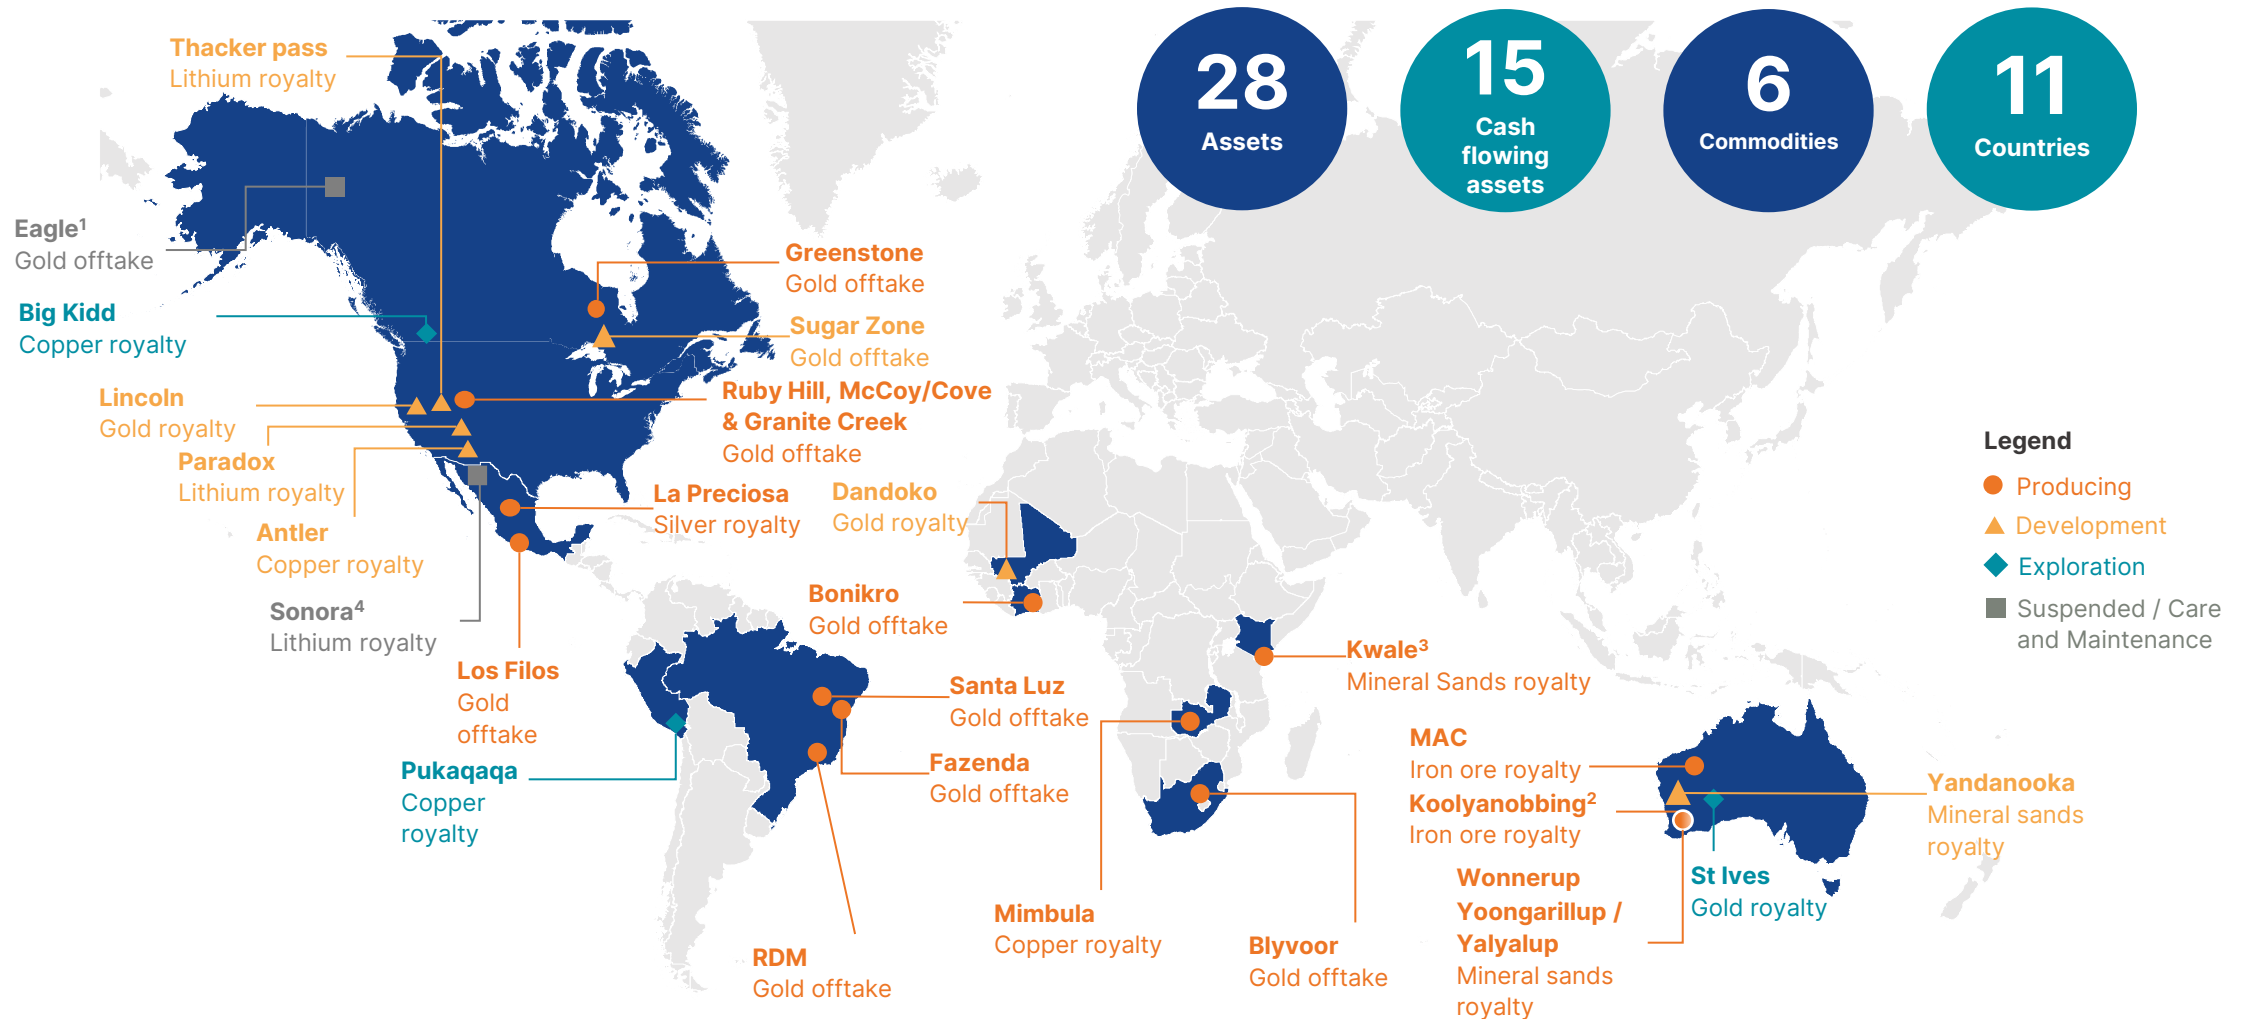 28
Assets
15
Cash
flowing
assets
6
Commodities
11
Countries
Thacker pass
Lithium royalty
Eagle¹
Gold offtake
Big Kidd
Copper royalty
Lincoln
Gold royalty
Paradox
Lithium royalty
Antler
Copper royalty
Sonora⁴
Lithium royalty
Los Filos
Gold
offtake
Pukaqaqa
Copper
royalty
Greenstone
Gold offtake
Sugar Zone
Gold offtake
Ruby Hill, McCoy/Cove
& Granite Creek
Gold offtake
La Preciosa
Silver royalty
Dandoko
Gold royalty
Bonikro
Gold offtake
Santa Luz
Gold offtake
Fazenda
Gold offtake
RDM
Gold offtake
Mimbula
Copper royalty
Blyvoor
Gold offtake
Kwale³
Mineral Sands royalty
MAC
Iron ore royalty
Koolyanobbing²
Iron ore royalty
Wonnerup
Yoongarillup /
Yalyalup
Mineral sands
royalty
St Ives
Gold royalty
Yandanooka
Mineral sands
royalty
Legend
Producing
Development
Exploration
Suspended / Care
and Maintenance